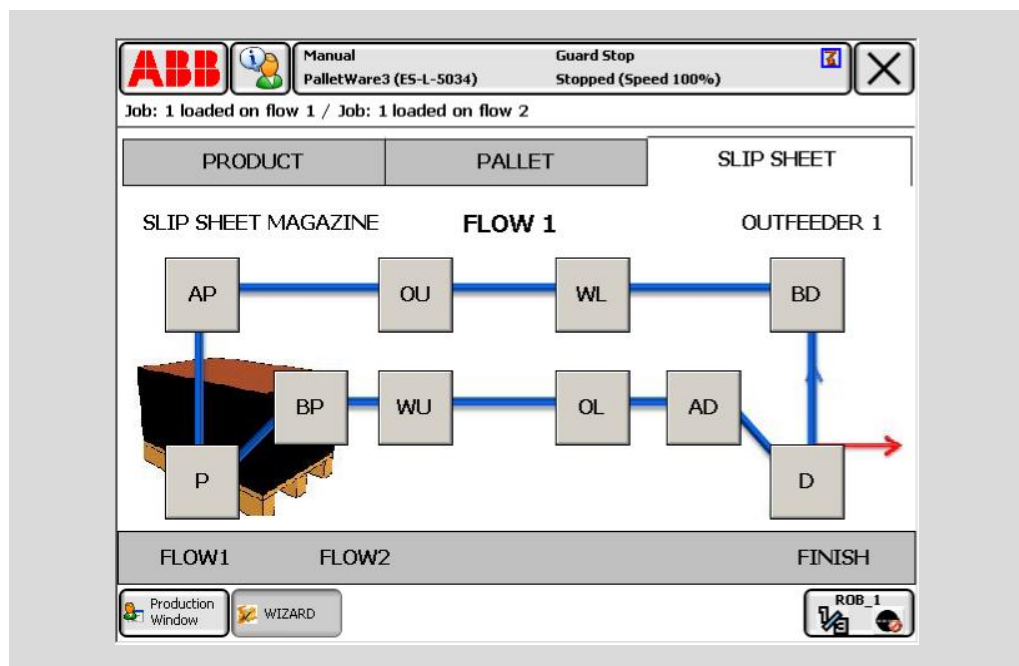 ABB
Manual Guard Stop
PalletWare3 (ES-L-5034) Stopped (Speed 100%)
Job: 1 loaded on flow 1 / Job: 1 loaded on flow 2
PRODUCT PALLET SLIP SHEET
SLIP SHEET MAGAZINE FLOW 1 OUTFEEDER 1
AP OU WL BD
BP WU OL AD
P D
FLOW1 FLOW2 FINISH
Production
Window
WIZARD
ROB_1
1/3